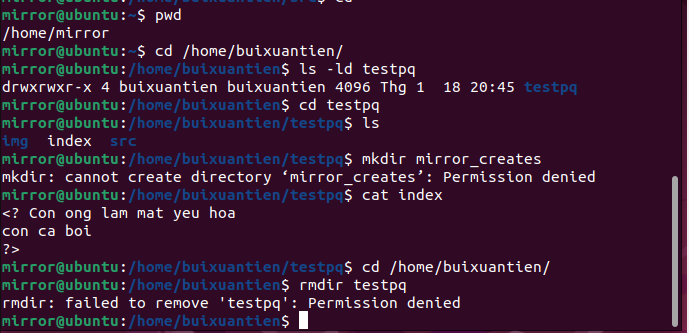 mirror@ubuntu:~$ pwd
/home/mirror
mirror@ubuntu:~$ cd /home/buixuantien/
mirror@ubuntu:/home/buixuantien$ ls -ld testpq
drwxrwxr-x 4 buixuantien buixuantien 4096 Thg 1  18 20:45 testpq
mirror@ubuntu:/home/buixuantien$ cd testpq
mirror@ubuntu:/home/buixuantien/testpq$ ls
img  index  src
mirror@ubuntu:/home/buixuantien/testpq$ mkdir mirror_creates
mkdir: cannot create directory ‘mirror_creates’: Permission denied
mirror@ubuntu:/home/buixuantien/testpq$ cat index
<? Con ong lam mat yeu hoa
con ca boi
?>
mirror@ubuntu:/home/buixuantien/testpq$ cd /home/buixuantien/
mirror@ubuntu:/home/buixuantien$ rmdir testpq
rmdir: failed to remove 'testpq': Permission denied
mirror@ubuntu:/home/buixuantien$